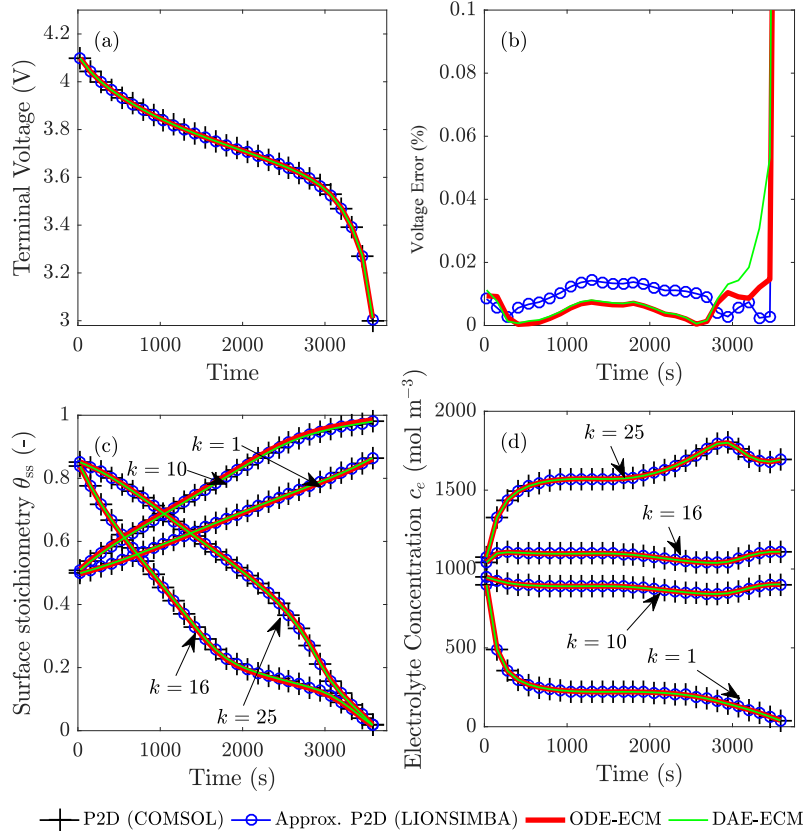 (a)
Terminal Voltage (V)
4.2
4
3.8
3.6
3.4
3.2
3
0
1000
2000
3000
Time
(b)
Voltage Error (%)
0.1
0.08
0.06
0.04
0.02
0
0
1000
2000
3000
Time (s)
(c)
Surface stoichiometry θss (-)
1
0.8
0.6
0.4
0.2
0
k = 1
k = 10
k = 16
k = 25
0
1000
2000
3000
Time (s)
(d)
Electrolyte Concentration ce (mol m−3)
2000
1500
1000
500
0
k = 25
k = 16
k = 10
k = 1
0
1000
2000
3000
Time (s)
P2D (COMSOL) Approx. P2D (LIONSIMBA) ODE-ECM DAE-ECM